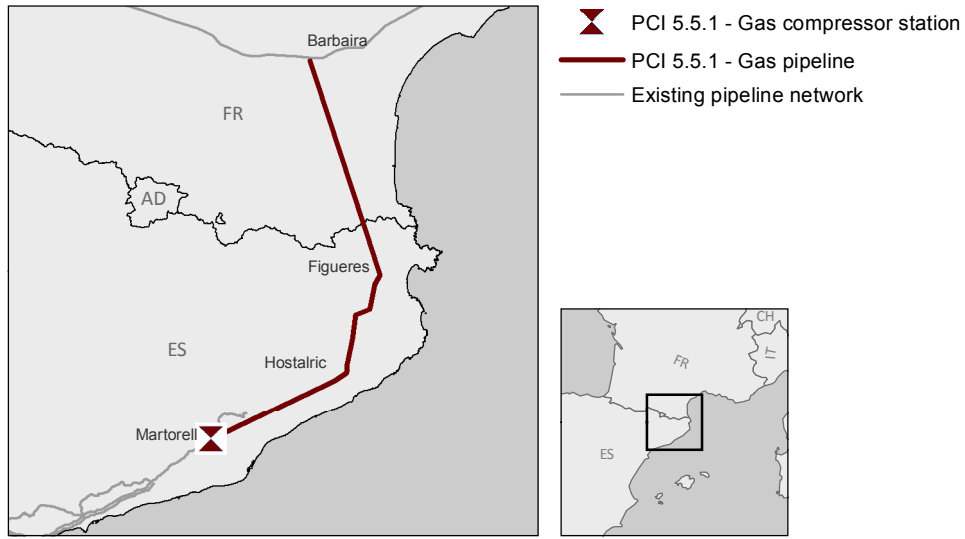 Barbaira
FR
AD
Figueres
ES
Hostalric
Martorell
PCI 5.5.1 - Gas compressor station
PCI 5.5.1 - Gas pipeline
Existing pipeline network
CH
FR
IT
ES